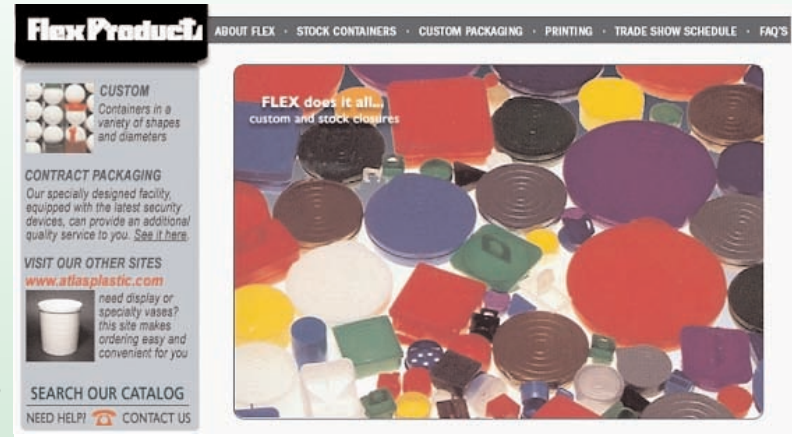 Flex Product
ABOUT FLEX · STOCK CONTAINERS · CUSTOM PACKAGING · PRINTING · TRADE SHOW SCHEDULE · FAQ'S
CUSTOM
Containers in a
variety of shapes
and diameters
CONTRACT PACKAGING
Our specially designed facility,
equipped with the latest security
devices, can provide an additional
quality service to you. See it here.
VISIT OUR OTHER SITES
www.atlasplastic.com
need display or
specialty vases?
this site makes
ordering easy and
convenient for you
SEARCH OUR CATALOG
NEED HELP! CONTACT US
FLEX does it all...
custom and stock closures